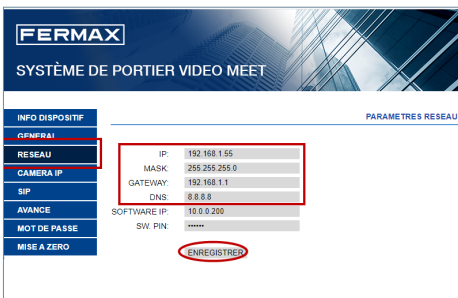 FERMAX
SYSTÈME DE PORTIER VIDEO MEET
INFO DISPOSITIF
GENERAL
RESEAU
CAMERA IP
SIP
AVANCE
MOT DE PASSE
MISE A ZERO
PARAMETRES RESEAU
IP: 192.168.1.55
MASK: 255.255.255.0
GATEWAY: 192.168.1.1
DNS: 8.8.8.8
SOFTWARE IP: 10.0.0.200
SW. PIN: ••••••
ENREGISTRER